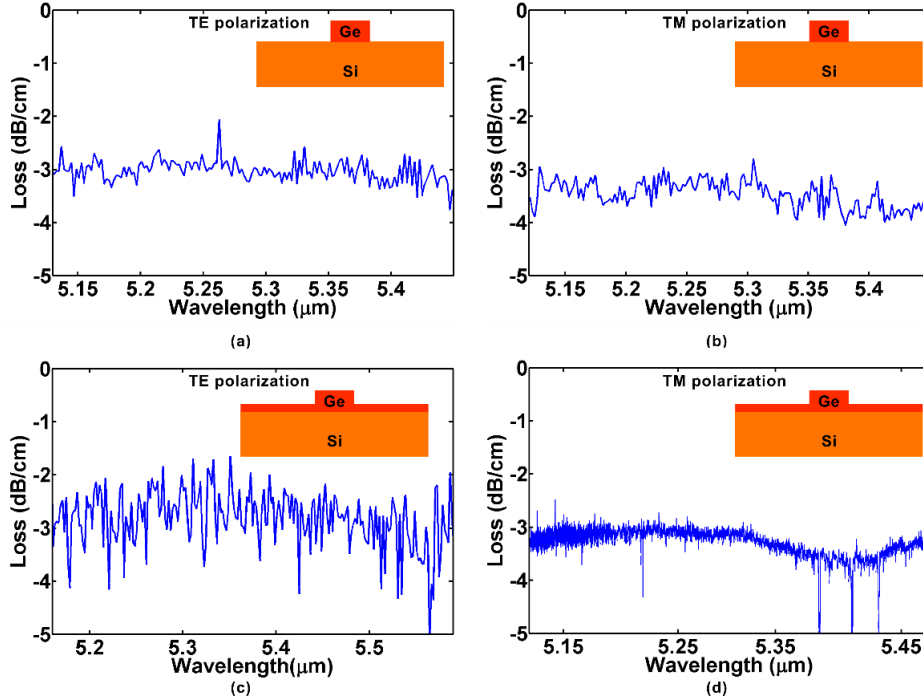 TE polarization
Ge
Si
0
-1
-2
-3
-4
-5
Loss (dB/cm)
5.15
5.2
5.25
5.3
5.35
5.4
Wavelength (μm)
(a)
TM polarization
Ge
Si
0
-1
-2
-3
-4
-5
Loss (dB/cm)
5.15
5.2
5.25
5.3
5.35
5.4
Wavelength (μm)
(b)
TE polarization
Ge
Si
0
-1
-2
-3
-4
-5
Loss (dB/cm)
5.2
5.3
5.4
5.5
Wavelength(μm)
(c)
TM polarization
Ge
Si
0
-1
-2
-3
-4
-5
Loss (dB/cm)
5.15
5.25
5.35
5.45
Wavelength (μm)
(d)